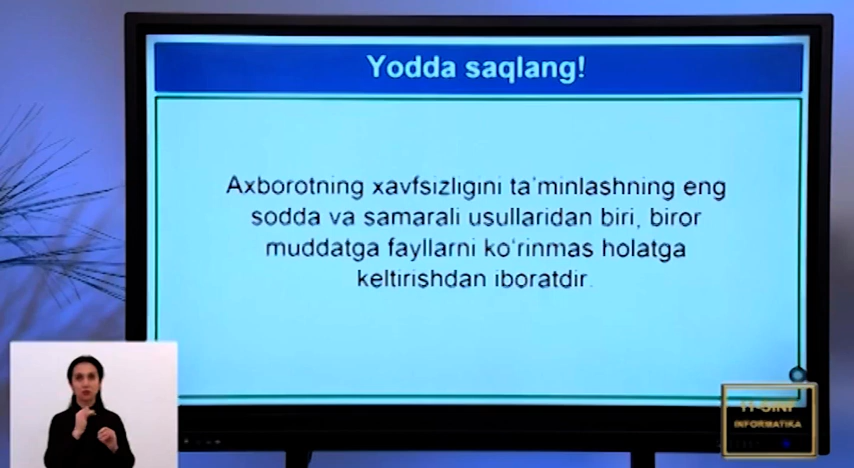 Yodda saqlang!
Axborotning xavfsizligini ta'minlashning eng
sodda va samarali usullaridan biri, biror
muddatga fayllarni ko'rinmas holatga
keltirishdan iboratdir.
11-SINF
INFORMATIKA